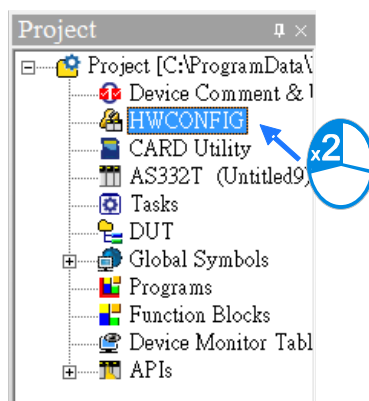 Project
Project [C:\ProgramData\
Device Comment &
HWCONFIG
x2
CARD Utility
AS332T (Untitled9)
Tasks
DUT
Global Symbols
Programs
Function Blocks
Device Monitor Tabl
APIs